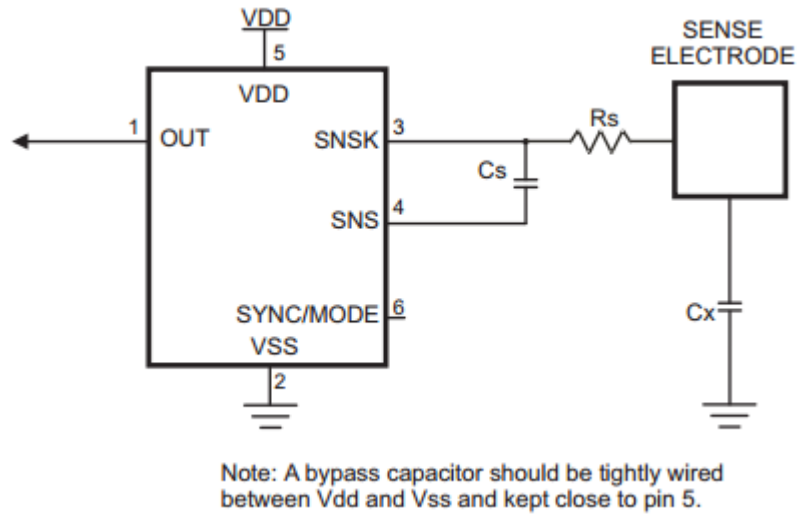 VDD
5
SENSE
ELECTRODE
VDD
1
OUT
SNSK
3
Rs
Cs
SNS
4
SYNC/MODE
6
Cx
VSS
2
Note: A bypass capacitor should be tightly wired
between Vdd and Vss and kept close to pin 5.